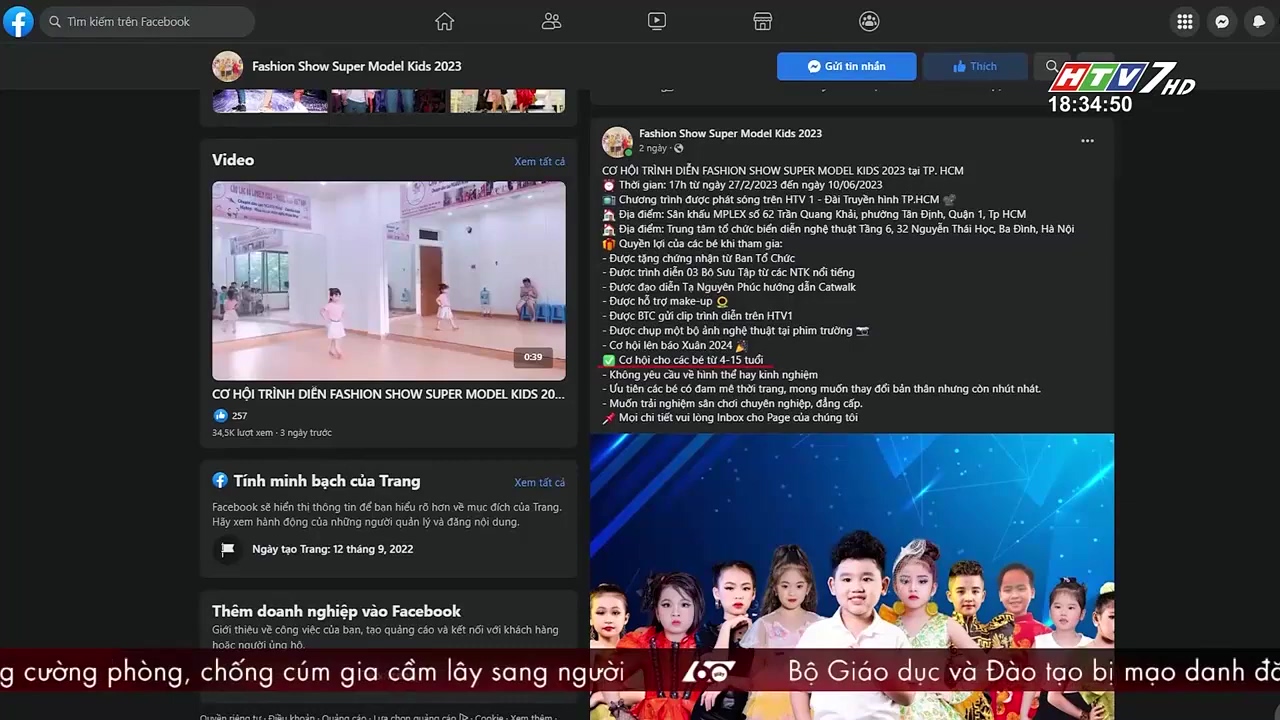 Tìm kiếm trên Facebook
Fashion Show Super Model Kids 2023
Gửi tin nhắn
Thích
HTV7 HD
18:34:50
Video
Xem tất cả
0:39
CƠ HỘI TRÌNH DIỄN FASHION SHOW SUPER MODEL KIDS 20...
257
34,5K lượt xem · 3 ngày trước
Tính minh bạch của Trang
Xem tất cả
Facebook sẽ hiển thị thông tin để bạn hiểu rõ hơn về mục đích của Trang.
Hãy xem hành động của những người quản lý và đăng nội dung.
Ngày tạo Trang: 12 tháng 9, 2022
Thêm doanh nghiệp vào Facebook
Giới thiệu về công việc của bạn, tạo quảng cáo và kết nối với khách hàng
hoặc người ủng hộ.
Fashion Show Super Model Kids 2023
2 ngày ·
CƠ HỘI TRÌNH DIỄN FASHION SHOW SUPER MODEL KIDS 2023 tại TP. HCM
⏰ Thời gian: 17h từ ngày 27/2/2023 đến ngày 10/06/2023
Chương trình được phát sóng trên HTV 1 - Đài Truyền hình TP.HCM
Địa điểm: Sân khấu MPLEX số 62 Trần Quang Khải, phường Tân Định, Quận 1, Tp HCM
Địa điểm: Trung tâm tổ chức biển diễn nghệ thuật Tầng 6, 32 Nguyễn Thái Học, Ba Đình, Hà Nội
🎁 Quyền lợi của các bé khi tham gia:
- Được tặng chứng nhận từ Ban Tổ Chức
- Đươc trình diễn 03 Bộ Sưu Tập từ các NTK nổi tiếng
- Được đạo diễn Tạ Nguyên Phúc hướng dẫn Catwalk
- Được hỗ trợ make-up
- Được BTC gửi clip trình diễn trên HTV1
- Được chụp một bộ ảnh nghệ thuật tại phim trường
- Cơ hội lên báo Xuân 2024 🎉
✅ Cơ hội cho các bé từ 4-15 tuổi
- Không yêu cầu về hình thể hay kinh nghiệm
- Ưu tiên các bé có đam mê thời trang, mong muốn thay đổi bản thân nhưng còn nhút nhát.
- Muốn trải nghiệm sân chơi chuyên nghiệp, đẳng cấp.
📌 Mọi chi tiết vui lòng Inbox cho Page của chúng tôi
g cường phòng, chống cúm gia cầm lây sang người
60 giây
Bộ Giáo dục và Đào tạo bị mạo danh để